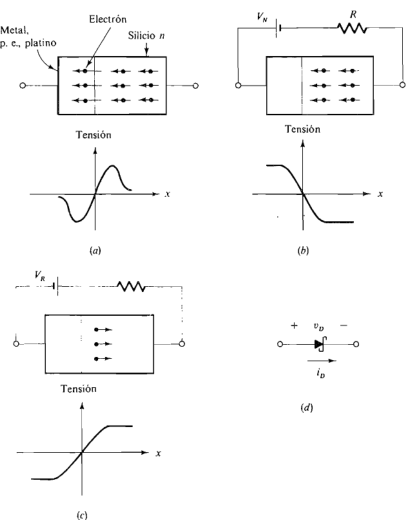 Metal,
p. e., platino
Electrón
Silicio n
Tensión
x
(a)
V_N
R
Tensión
x
(b)
V_R
Tensión
x
(c)
+ v_D −
i_D
(d)